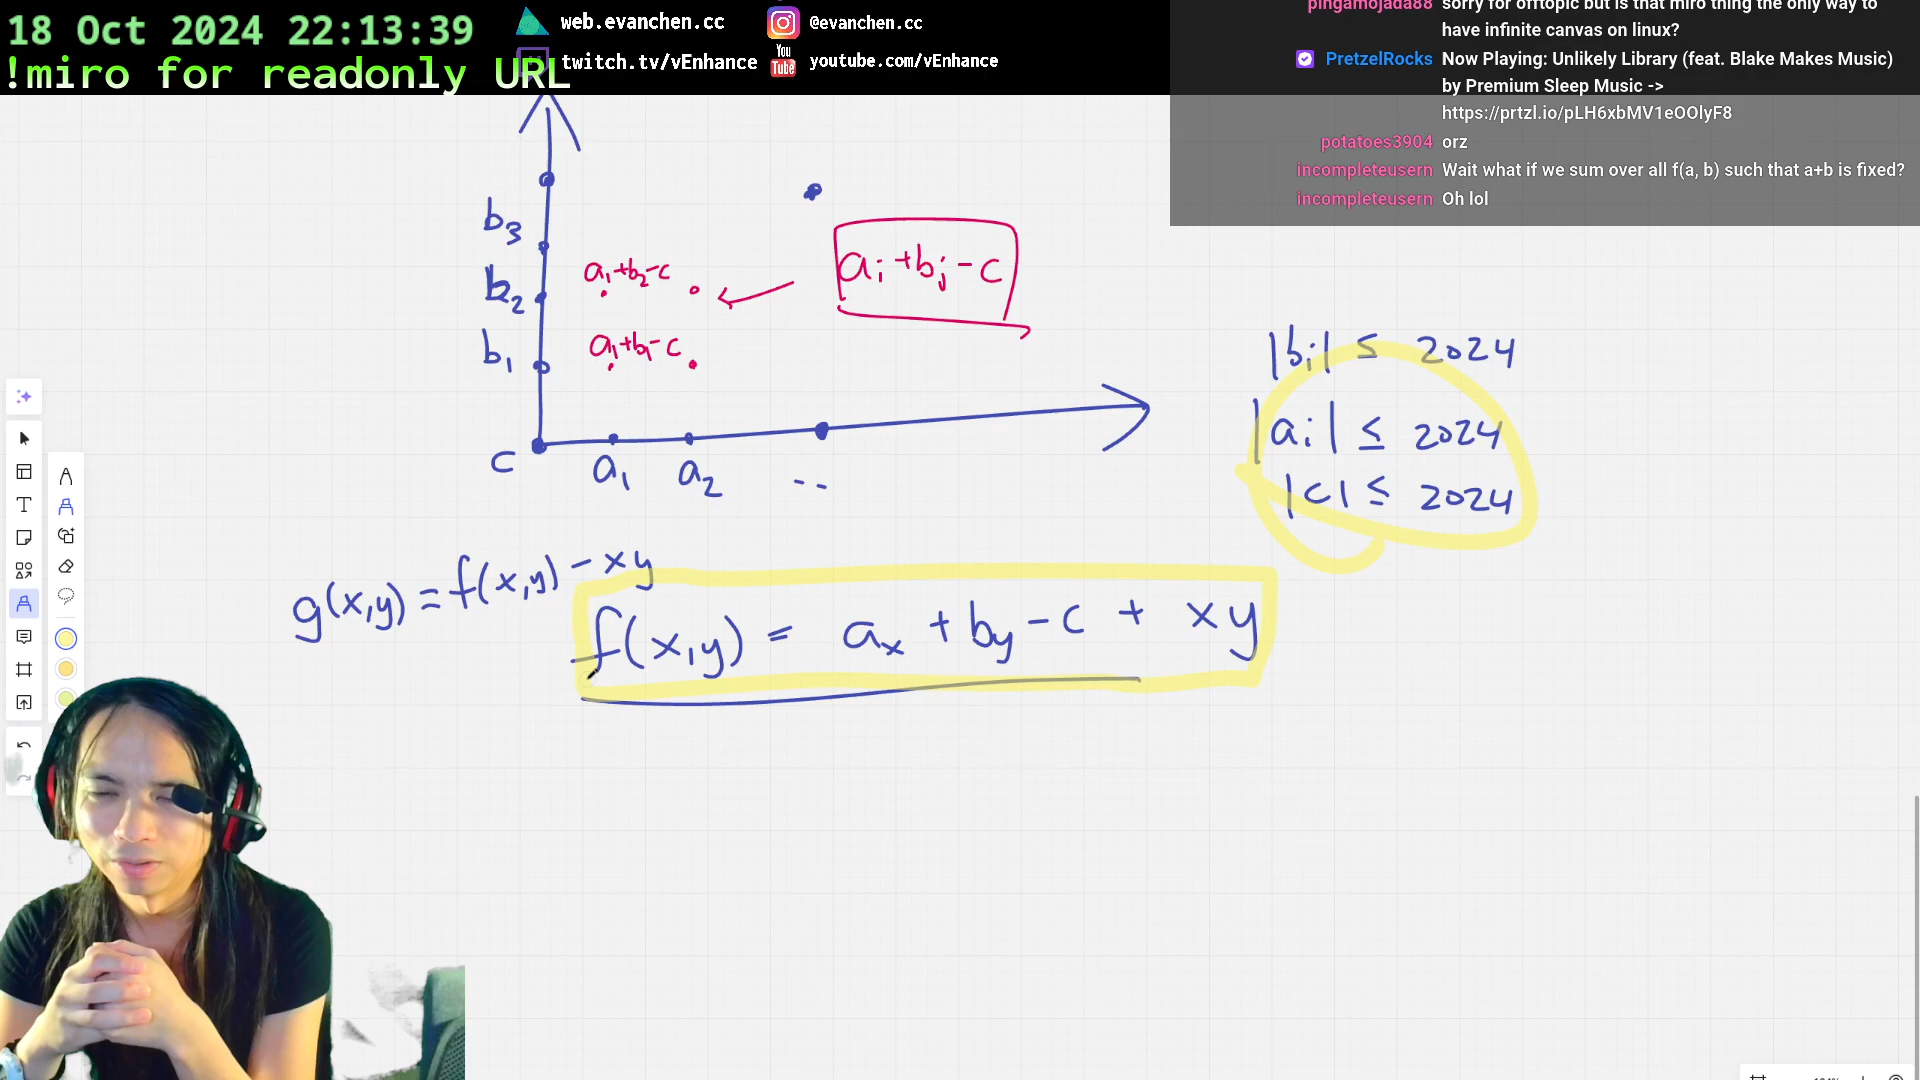 18 Oct 2024 22:13:39
!miro for readonly URL
web.evanchen.cc
@evanchen.cc
twitch.tv/vEnhance
You
Tube
youtube.com/vEnhance
pingamojada88 sorry for offtopic but is that miro thing the only way to
have infinite canvas on linux?
PretzelRocks Now Playing: Unlikely Library (feat. Blake Makes Music)
by Premium Sleep Music ->
https://prtzl.io/pLH6xbMV1eOOlyF8
potatoes3904 orz
incompleteusern Wait what if we sum over all f(a, b) such that a+b is fixed?
incompleteusern Oh lol
b₃
b₂
b₁
a₁+b₂-c
a₁+b₁-c
aᵢ+bⱼ-c
c
a₁
a₂
..
|bᵢ| ≤ 2024
|aᵢ| ≤ 2024
|c| ≤ 2024
g(x,y) = f(x,y) - xy
f(x,y) = aₓ + b_y - c + xy